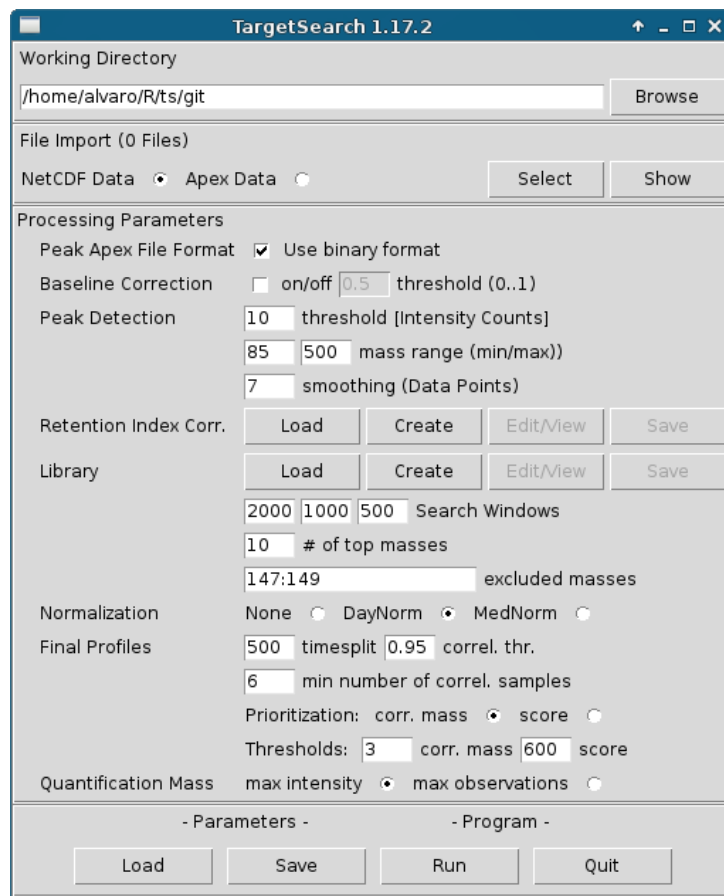 TargetSearch 1.17.2
Working Directory
/home/alvaro/R/ts/git Browse
File Import (0 Files)
NetCDF Data Apex Data Select Show
Processing Parameters
Peak Apex File Format Use binary format
Baseline Correction on/off 0.5 threshold (0..1)
Peak Detection 10 threshold [Intensity Counts]
85 500 mass range (min/max))
7 smoothing (Data Points)
Retention Index Corr. Load Create Edit/View Save
Library Load Create Edit/View Save
2000 1000 500 Search Windows
10 # of top masses
147:149 excluded masses
Normalization None DayNorm MedNorm
Final Profiles 500 timesplit 0.95 correl. thr.
6 min number of correl. samples
Prioritization: corr. mass score
Thresholds: 3 corr. mass 600 score
Quantification Mass max intensity max observations
- Parameters - - Program -
Load Save Run Quit